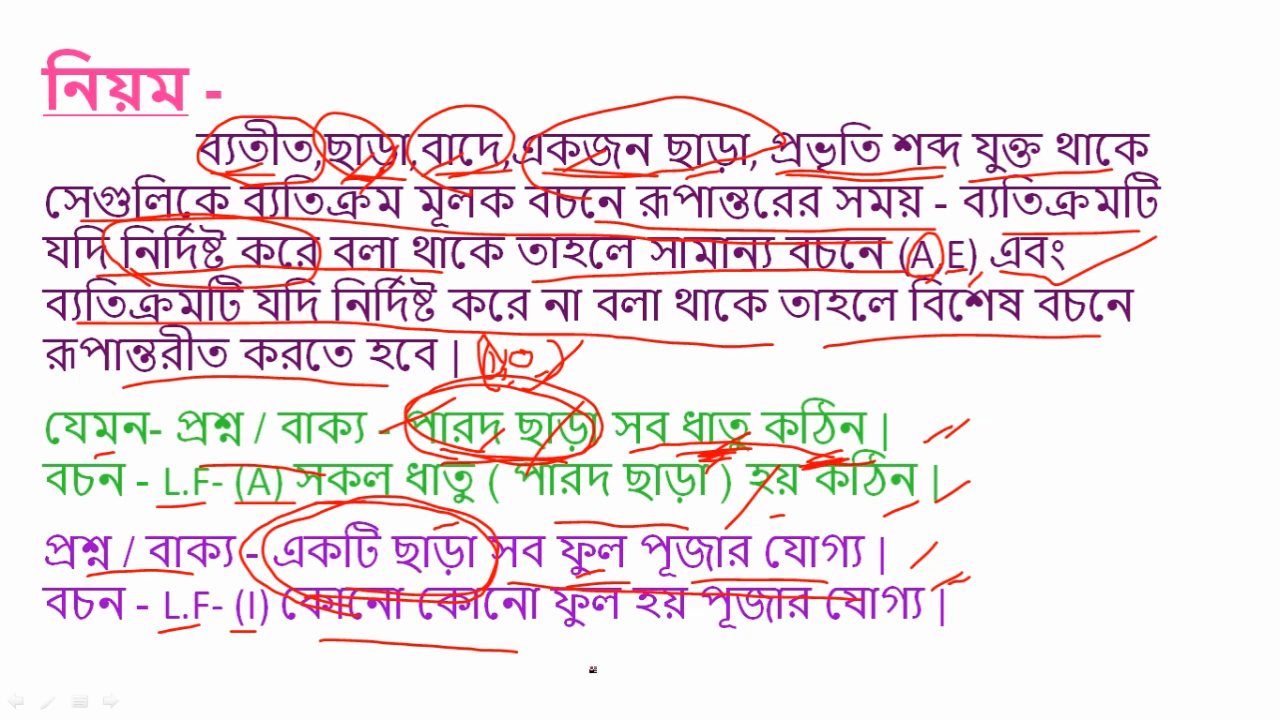 নিয়ম -
ব্যতীত,ছাড়া,বাদে,একজন ছাড়া, প্রভৃতি শব্দ যুক্ত থাকে
সেগুলিকে ব্যতিক্রম মূলক বচনে রূপান্তরের সময় - ব্যতিক্রমটি
যদি নির্দিষ্ট করে বলা থাকে তাহলে সামান্য বচনে (A,E) এবং
ব্যতিক্রমটি যদি নির্দিষ্ট করে না বলা থাকে তাহলে বিশেষ বচনে
রূপান্তরীত করতে হবে |
যেমন- প্রশ্ন / বাক্য - পারদ ছাড়া সব ধাতু কঠিন |
বচন - L.F- (A) সকল ধাতু ( পারদ ছাড়া ) হয় কঠিন |
প্রশ্ন / বাক্য - একটি ছাড়া সব ফুল পূজার যোগ্য |
বচন - L.F- (I) কোনো কোনো ফুল হয় পূজার যোগ্য |